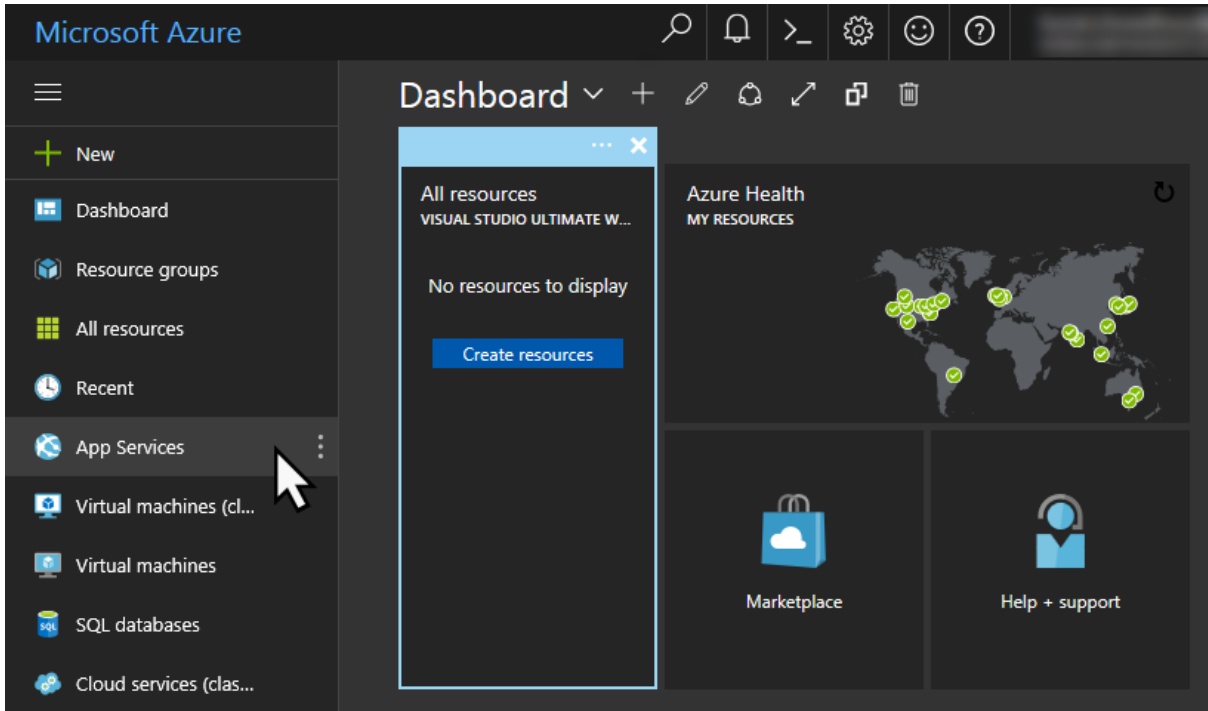 Microsoft Azure
Dashboard
New
Dashboard
Resource groups
All resources
Recent
App Services
Virtual machines (cl...
Virtual machines
SQL databases
Cloud services (clas...
All resources
VISUAL STUDIO ULTIMATE W...
No resources to display
Create resources
Azure Health
MY RESOURCES
Marketplace
Help + support